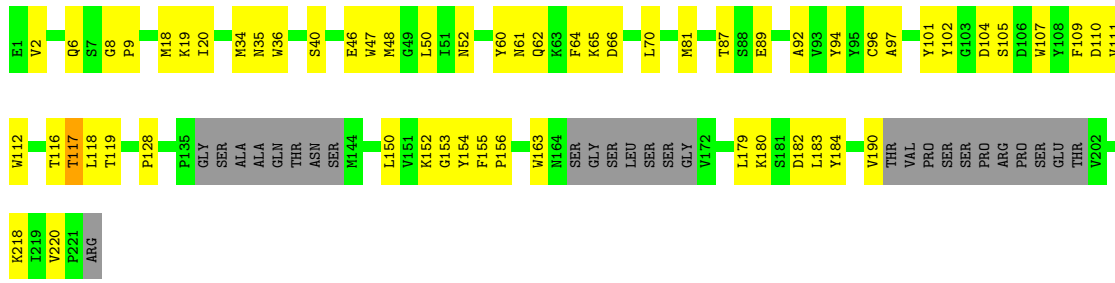 E1 V2 Q6 S7 G8 P9 M18 K19 I20 M34 N35 W36 S40 E46 W47 M48 G49 L50 I51 N52 Y60 N61 Q62 K63 F64 K65 D66 L70 M81 T87 S88 E89 A92 V93 Y94 Y95 C96 A97 Y101 Y102 G103 D104 S105 D106 W107 Y108 F109 D110
W112 T116 T117 L118 T119 P128 P135 GLY SER ALA ALA GLN THR ASN SER M144 L150 V151 K152 G153 Y154 F155 P156 W163 N164 SER GLY SER LEU SER SER GLY V172 L179 K180 S181 D182 L183 Y184 V190 THR VAL PRO SER SER PRO ARG PRO SER GLU THR V202
K218 I219 V220 P221 ARG